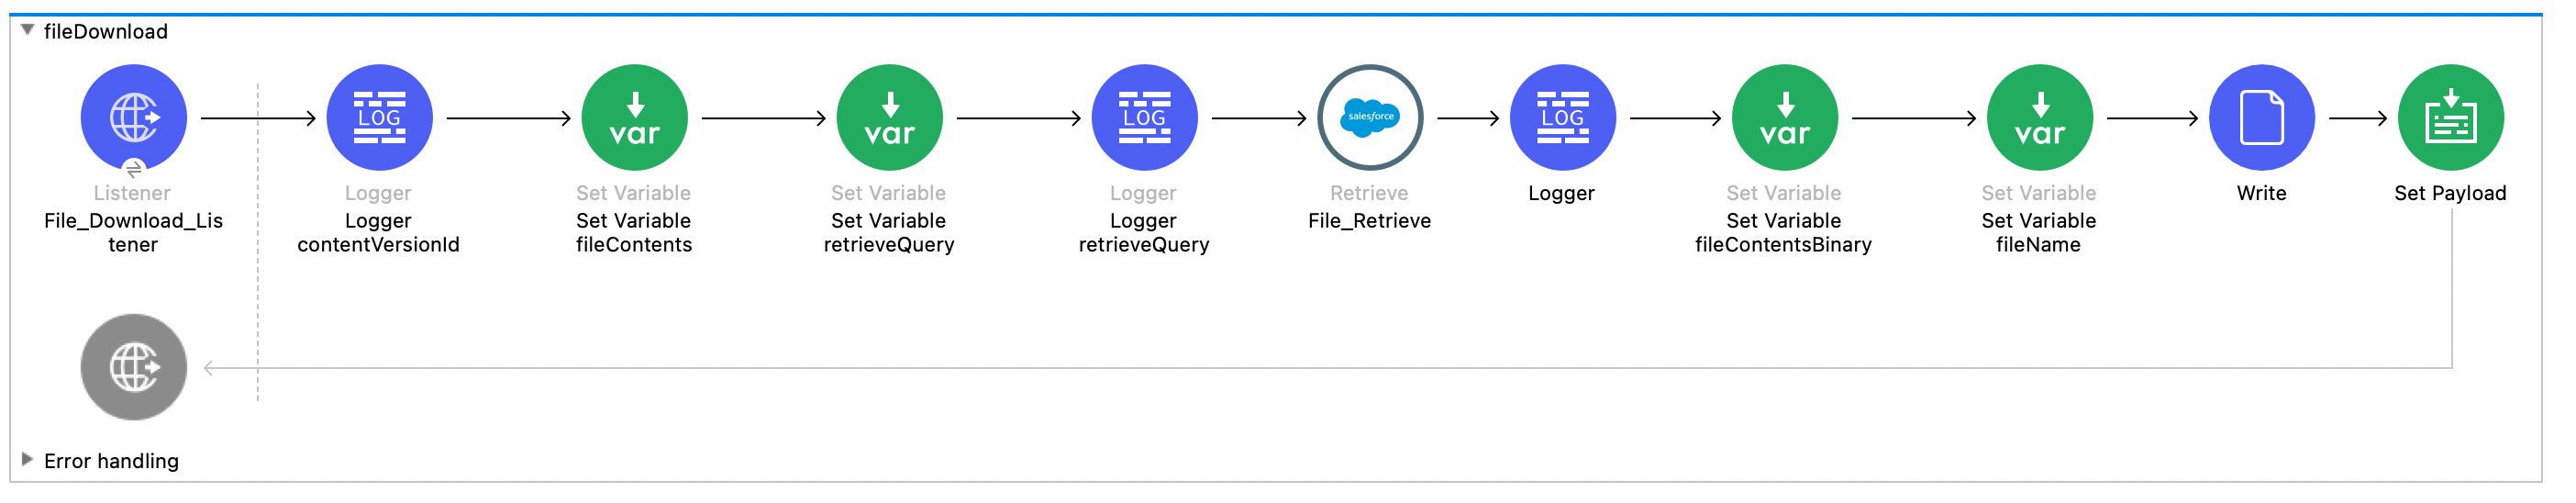 fileDownload
LOG
var
var
LOG
salesforce
LOG
var
var
Listener
File_Download_Lis
tener
Logger
Logger
contentVersionId
Set Variable
Set Variable
fileContents
Set Variable
Set Variable
retrieveQuery
Logger
Logger
retrieveQuery
Retrieve
File_Retrieve
Logger
Set Variable
Set Variable
fileContentsBinary
Set Variable
Set Variable
fileName
Write
Set Payload
Error handling